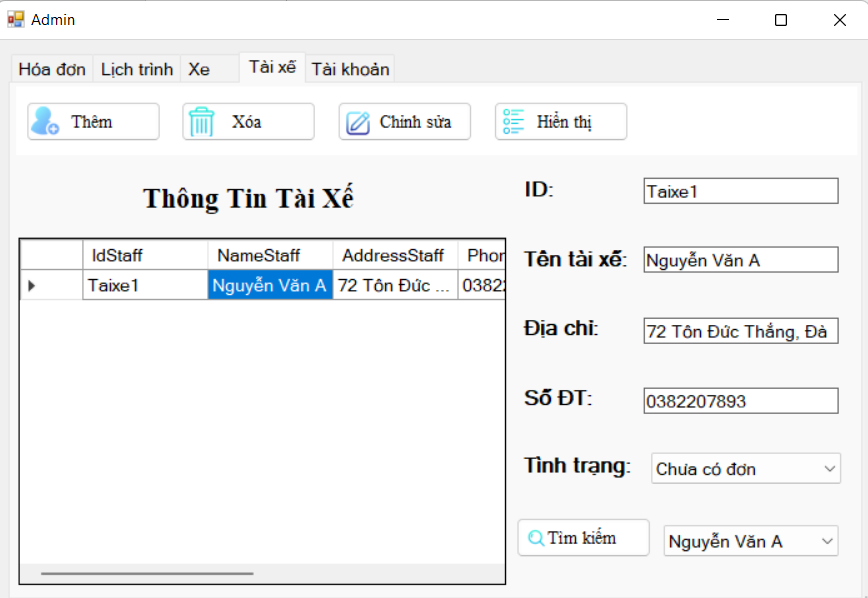 Admin
Hóa đơn Lịch trình Xe Tài xế Tài khoản
Thêm Xóa Chỉnh sửa Hiển thị
Thông Tin Tài Xế
IdStaff NameStaff AddressStaff Phon
Taixe1 Nguyễn Văn A 72 Tôn Đức ... 0382
ID: Taixe1
Tên tài xế: Nguyễn Văn A
Địa chỉ: 72 Tôn Đức Thắng, Đà
Số ĐT: 0382207893
Tình trạng: Chưa có đơn
Tìm kiếm Nguyễn Văn A